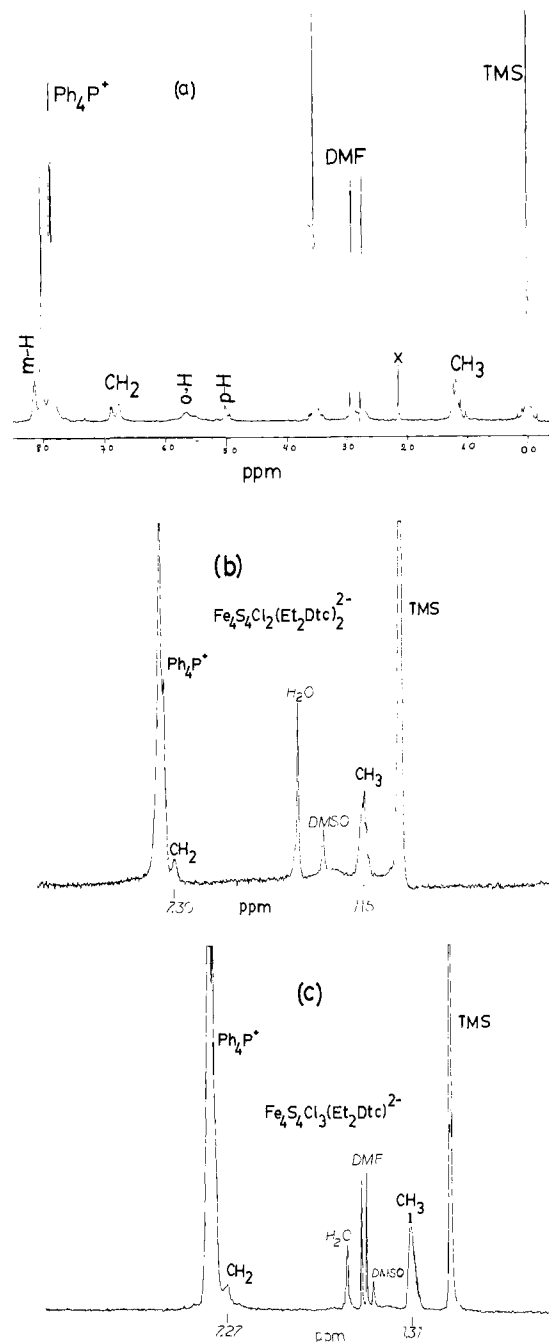 Ph4P+
(a)
TMS
DMF
m-H
CH2
o-H
p-H
x
CH3
8.0 7.0 6.0 5.0 4.0 3.0 2.0 1.0 0.0
ppm
(b)
Fe4S4Cl2(Et2Dtc)2 2-
TMS
Ph4P+
H2O
CH3
DMSO
CH2
7.30 ppm 1.15
(c)
Ph4P+
TMS
Fe4S4Cl3(Et2Dtc)2-
DMF
CH3
H2O
DMSO
CH2
7.27 ppm 1.31